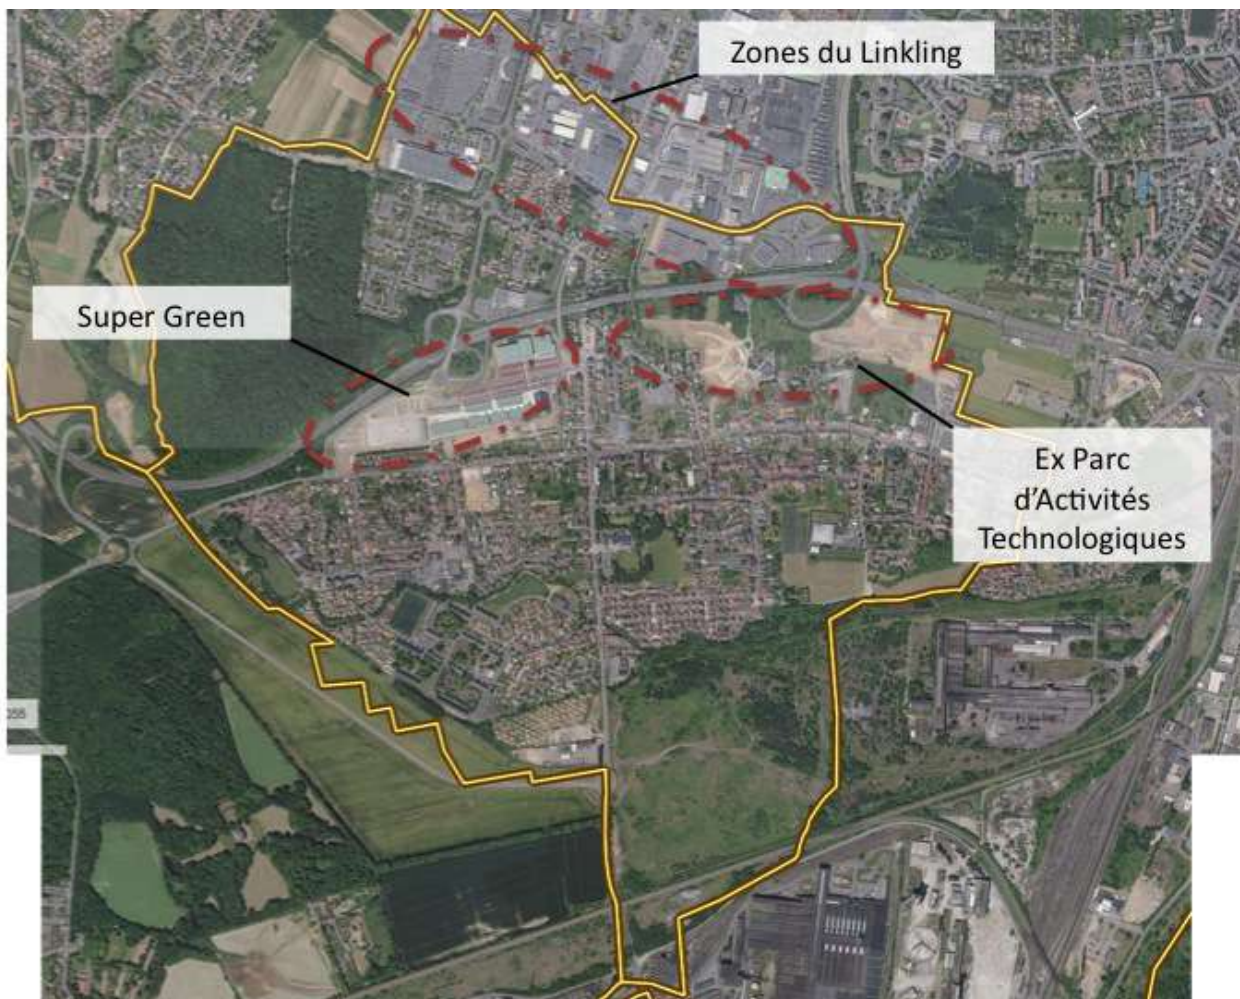 Zones du Linkling
Super Green
Ex Parc
d'Activités
Technologiques